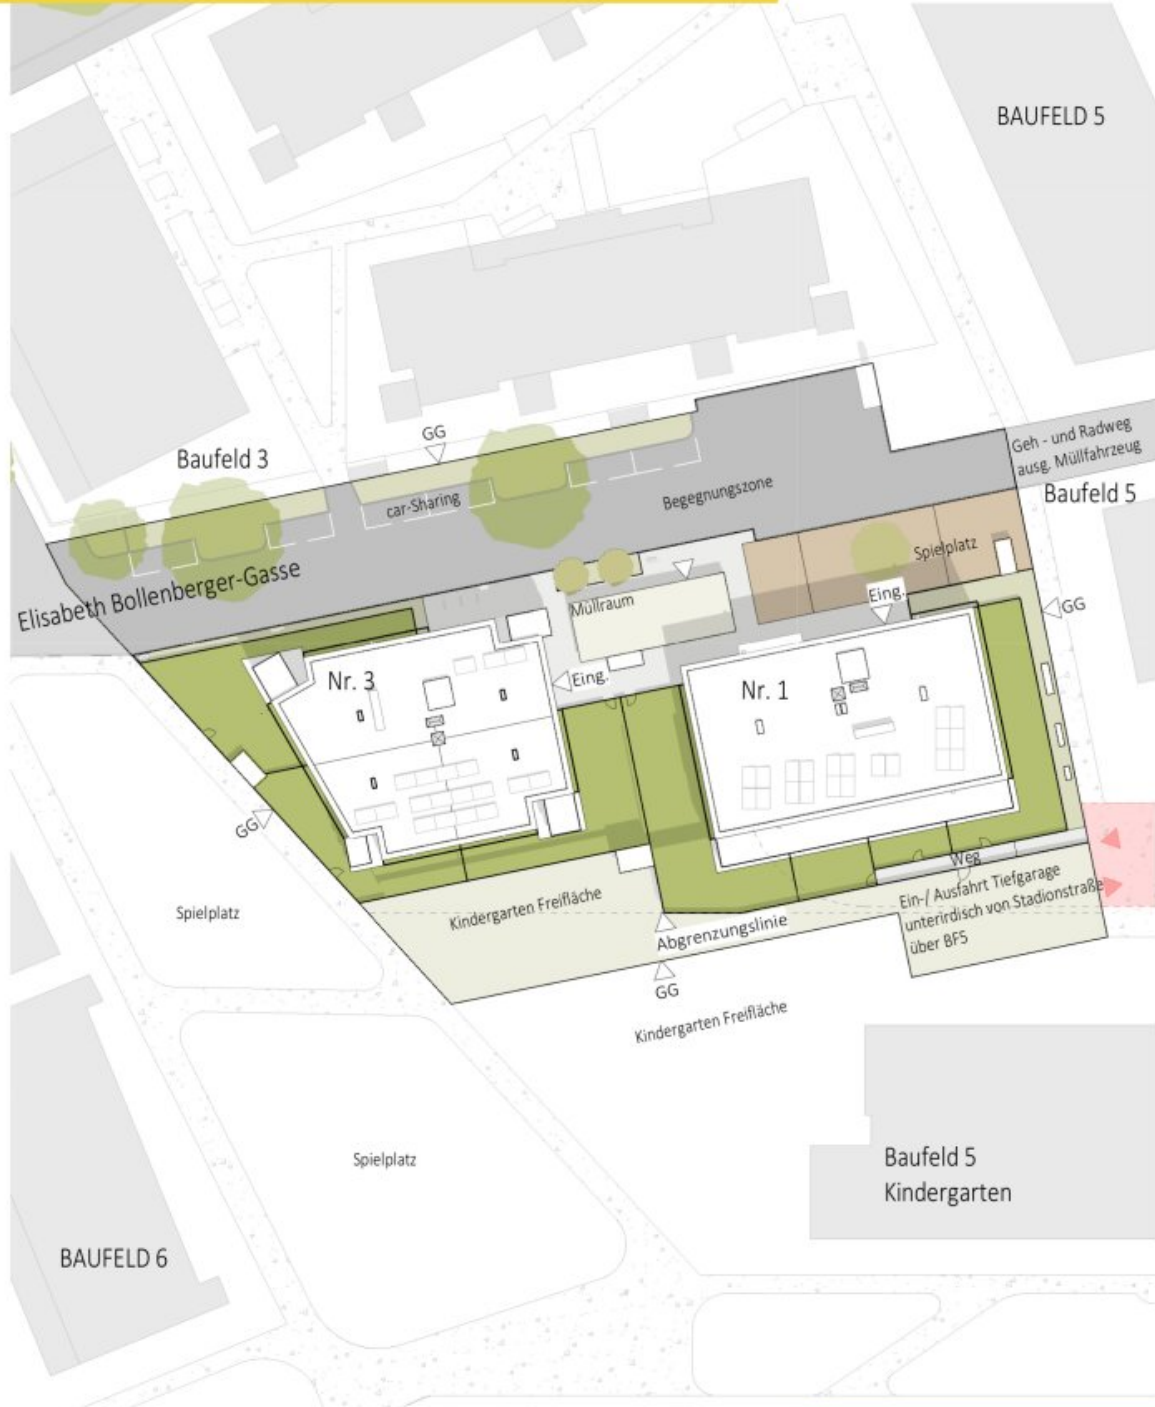 BAUFELD 5
GG
Geh - und Radweg
ausg. Müllfahrzeug
Baufeld 3
car-Sharing
Begegnungszone
Baufeld 5
Spielplatz
Elisabeth Bollenberger-Gasse
Müllraum
Eing.
GG
Nr. 3
Eing.
Nr. 1
GG
Weg
Ein-/ Ausfahrt Tiefgarage
unterirdisch von Stadionstraße
über BF5
Spielplatz
Kindergarten Freifläche
Abgrenzungslinie
GG
Kindergarten Freifläche
Spielplatz
Baufeld 5
Kindergarten
BAUFELD 6